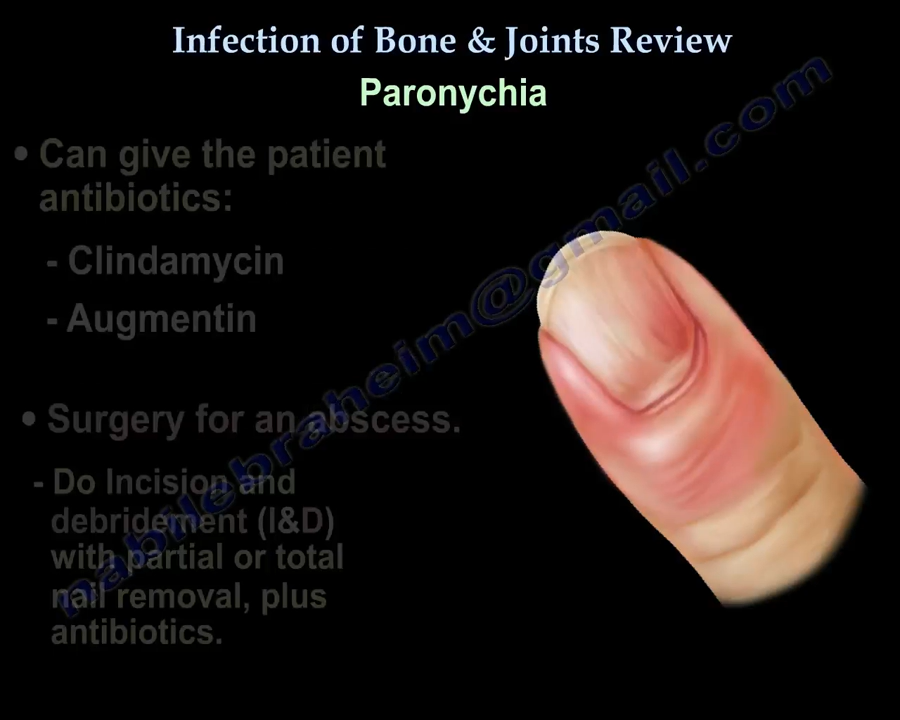 Infection of Bone & Joints Review
Paronychia
• Can give the patient
antibiotics:
- Clindamycin
- Augmentin
• Surgery for an abscess.
- Do Incision and
debridement (I&D)
with partial or total
nail removal, plus
antibiotics.
nabilebraheim@gmail.com